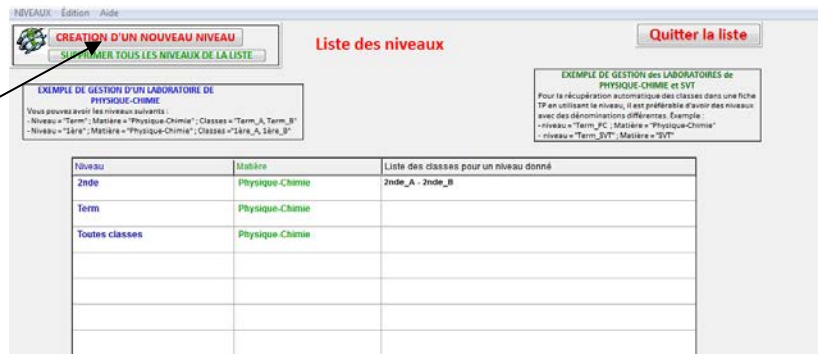 NIVEAUX Édition Aide
CREATION D'UN NOUVEAU NIVEAU
SUPPRIMER TOUS LES NIVEAUX DE LA LISTE
Liste des niveaux
Quitter la liste
EXEMPLE DE GESTION D'UN LABORATOIRE DE
PHYSIQUE-CHIMIE
Vous pouvez avoir les niveaux suivants :
- Niveau = "Term" ; Matière = "Physique-Chimie" ; Classes = "Term_A, Term_B"
- Niveau = "1ère" ; Matière = "Physique-Chimie" ; Classes = "1ère_A, 1ère_B"
EXEMPLE DE GESTION des LABORATOIRES de
PHYSIQUE-CHIMIE et SVT
Pour la récupération automatique des classes dans une fiche
TP en utilisant le niveau, il est préférable d'avoir des niveaux
avec des dénominations différentes. Exemple :
- niveau = "Term_PC ; Matière = "Physique-Chimie"
- niveau = "Term_SVT" ; Matière = "SVT"
Niveau Matière Liste des classes pour un niveau donné
2nde Physique-Chimie 2nde_A - 2nde_B
Term Physique-Chimie
Toutes classes Physique-Chimie